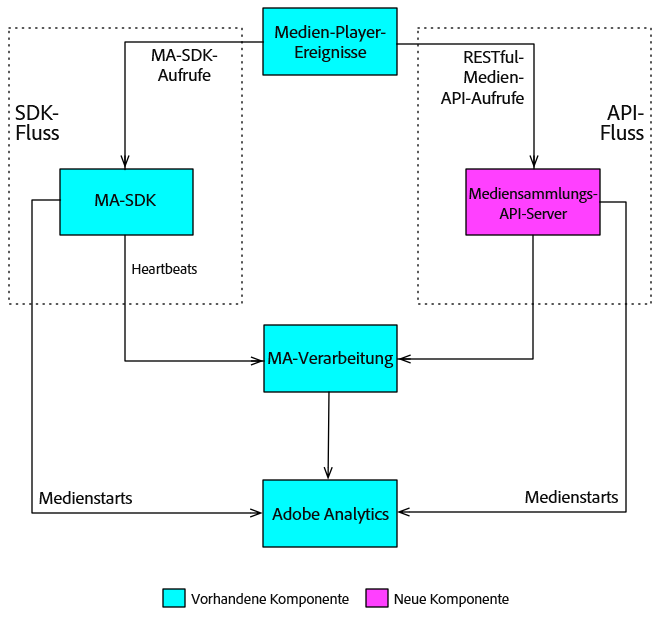 Medien-Player-
Ereignisse
MA-SDK-
Aufrufe
RESTful-
Medien-
API-Aufrufe
SDK-
Fluss
API-
Fluss
MA-SDK
Mediensammlungs-
API-Server
Heartbeats
MA-Verarbeitung
Medienstarts
Medienstarts
Adobe Analytics
Vorhandene Komponente
Neue Komponente